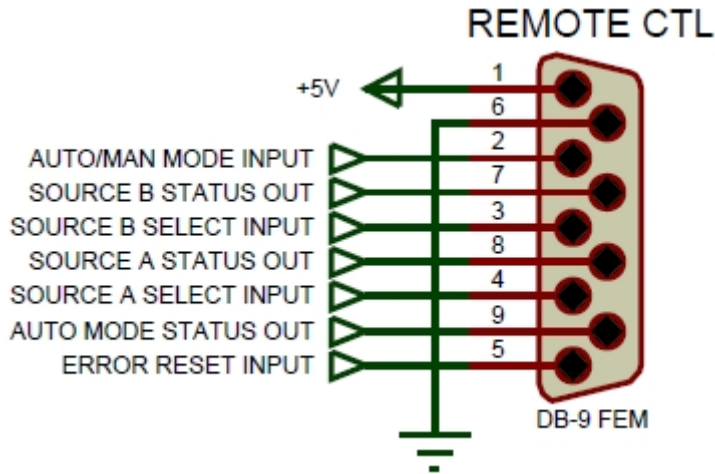 REMOTE CTL
+5V 1
6
AUTO/MAN MODE INPUT 2
SOURCE B STATUS OUT 7
SOURCE B SELECT INPUT 3
SOURCE A STATUS OUT 8
SOURCE A SELECT INPUT 4
AUTO MODE STATUS OUT 9
ERROR RESET INPUT 5
DB-9 FEM